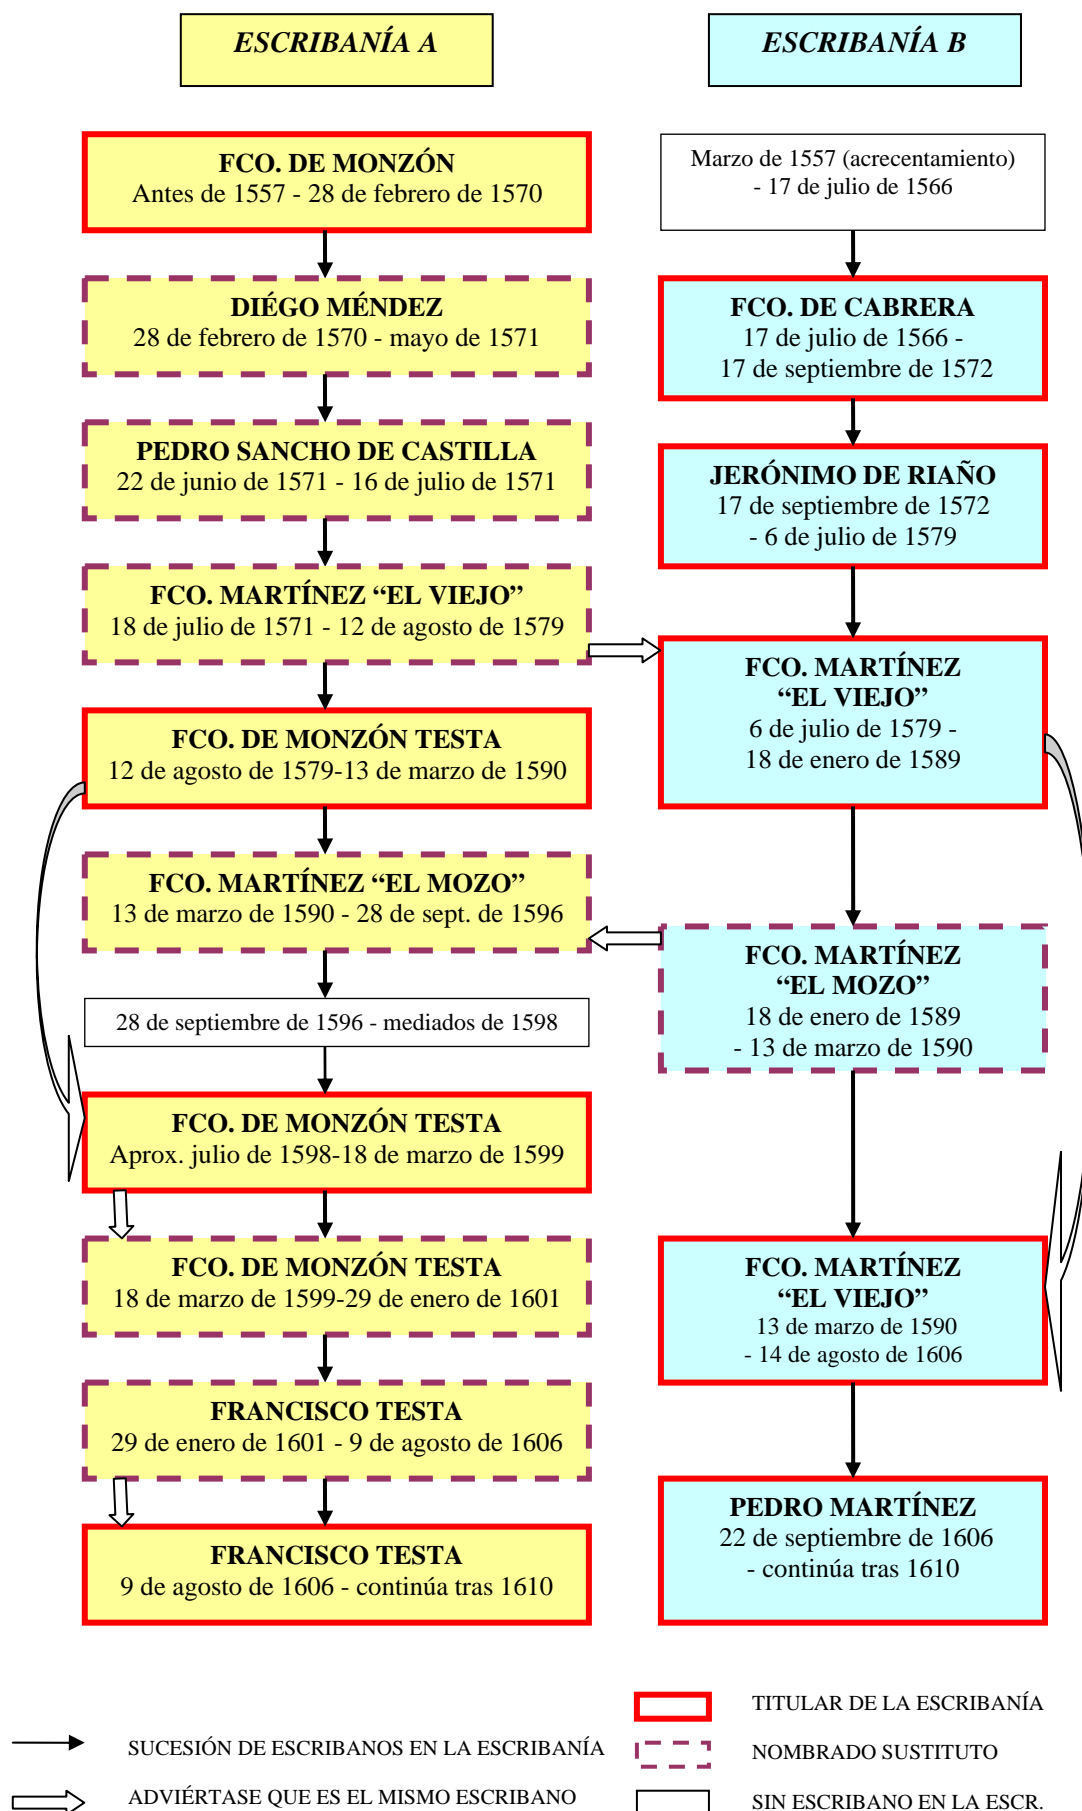 ESCRIBANÍA A
FCO. DE MONZÓN
Antes de 1557 - 28 de febrero de 1570
DIÉGO MÉNDEZ
28 de febrero de 1570 - mayo de 1571
PEDRO SANCHO DE CASTILLA
22 de junio de 1571 - 16 de julio de 1571
FCO. MARTÍNEZ “EL VIEJO”
18 de julio de 1571 - 12 de agosto de 1579
FCO. DE MONZÓN TESTA
12 de agosto de 1579-13 de marzo de 1590
FCO. MARTÍNEZ “EL MOZO”
13 de marzo de 1590 - 28 de sept. de 1596
28 de septiembre de 1596 - mediados de 1598
FCO. DE MONZÓN TESTA
Aprox. julio de 1598-18 de marzo de 1599
FCO. DE MONZÓN TESTA
18 de marzo de 1599-29 de enero de 1601
FRANCISCO TESTA
29 de enero de 1601 - 9 de agosto de 1606
FRANCISCO TESTA
9 de agosto de 1606 - continúa tras 1610
ESCRIBANÍA B
Marzo de 1557 (acrecentamiento)
- 17 de julio de 1566
FCO. DE CABRERA
17 de julio de 1566 -
17 de septiembre de 1572
JERÓNIMO DE RIAÑO
17 de septiembre de 1572
- 6 de julio de 1579
FCO. MARTÍNEZ
“EL VIEJO”
6 de julio de 1579 -
18 de enero de 1589
FCO. MARTÍNEZ
“EL MOZO”
18 de enero de 1589
- 13 de marzo de 1590
FCO. MARTÍNEZ
“EL VIEJO”
13 de marzo de 1590
- 14 de agosto de 1606
PEDRO MARTÍNEZ
22 de septiembre de 1606
- continúa tras 1610
SUCESIÓN DE ESCRIBANOS EN LA ESCRIBANÍA
ADVIÉRTASE QUE ES EL MISMO ESCRIBANO
TITULAR DE LA ESCRIBANÍA
NOMBRADO SUSTITUTO
SIN ESCRIBANO EN LA ESCR.